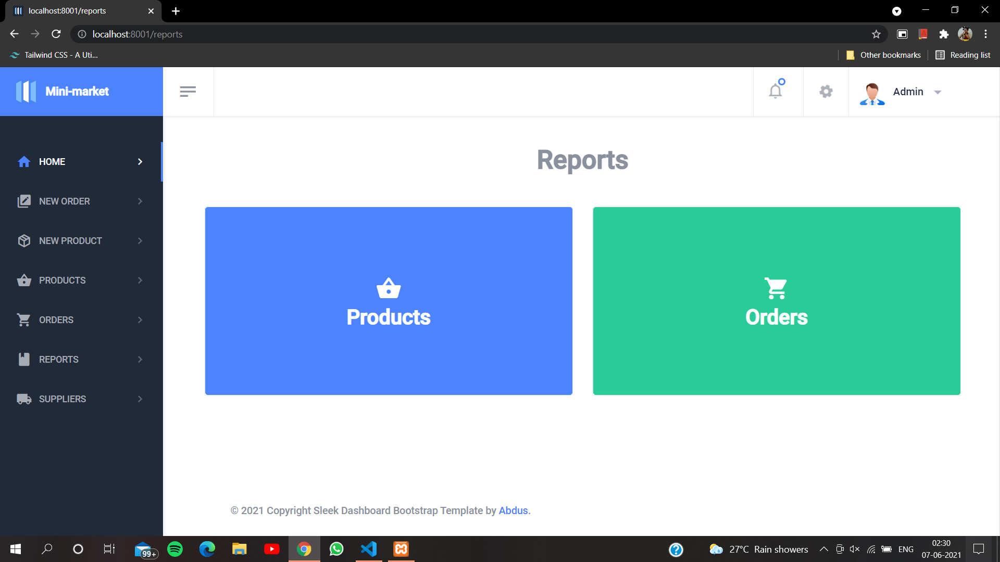 localhost:8001/reports
localhost:8001/reports
Tailwind CSS - A Uti...
Other bookmarks
Reading list
Mini-market
Admin
HOME
NEW ORDER
NEW PRODUCT
PRODUCTS
ORDERS
REPORTS
SUPPLIERS
Reports
Products
Orders
© 2021 Copyright Sleek Dashboard Bootstrap Template by Abdus.
99+
27°C Rain showers
ENG
02:30
07-06-2021